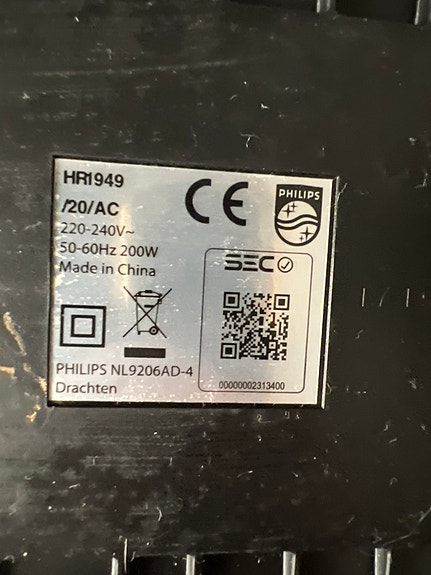 HR1949
/20/AC
220-240V~
50-60Hz 200W
Made in China
CE
PHILIPS
SEC
PHILIPS NL9206AD-4
Drachten
00000002313400